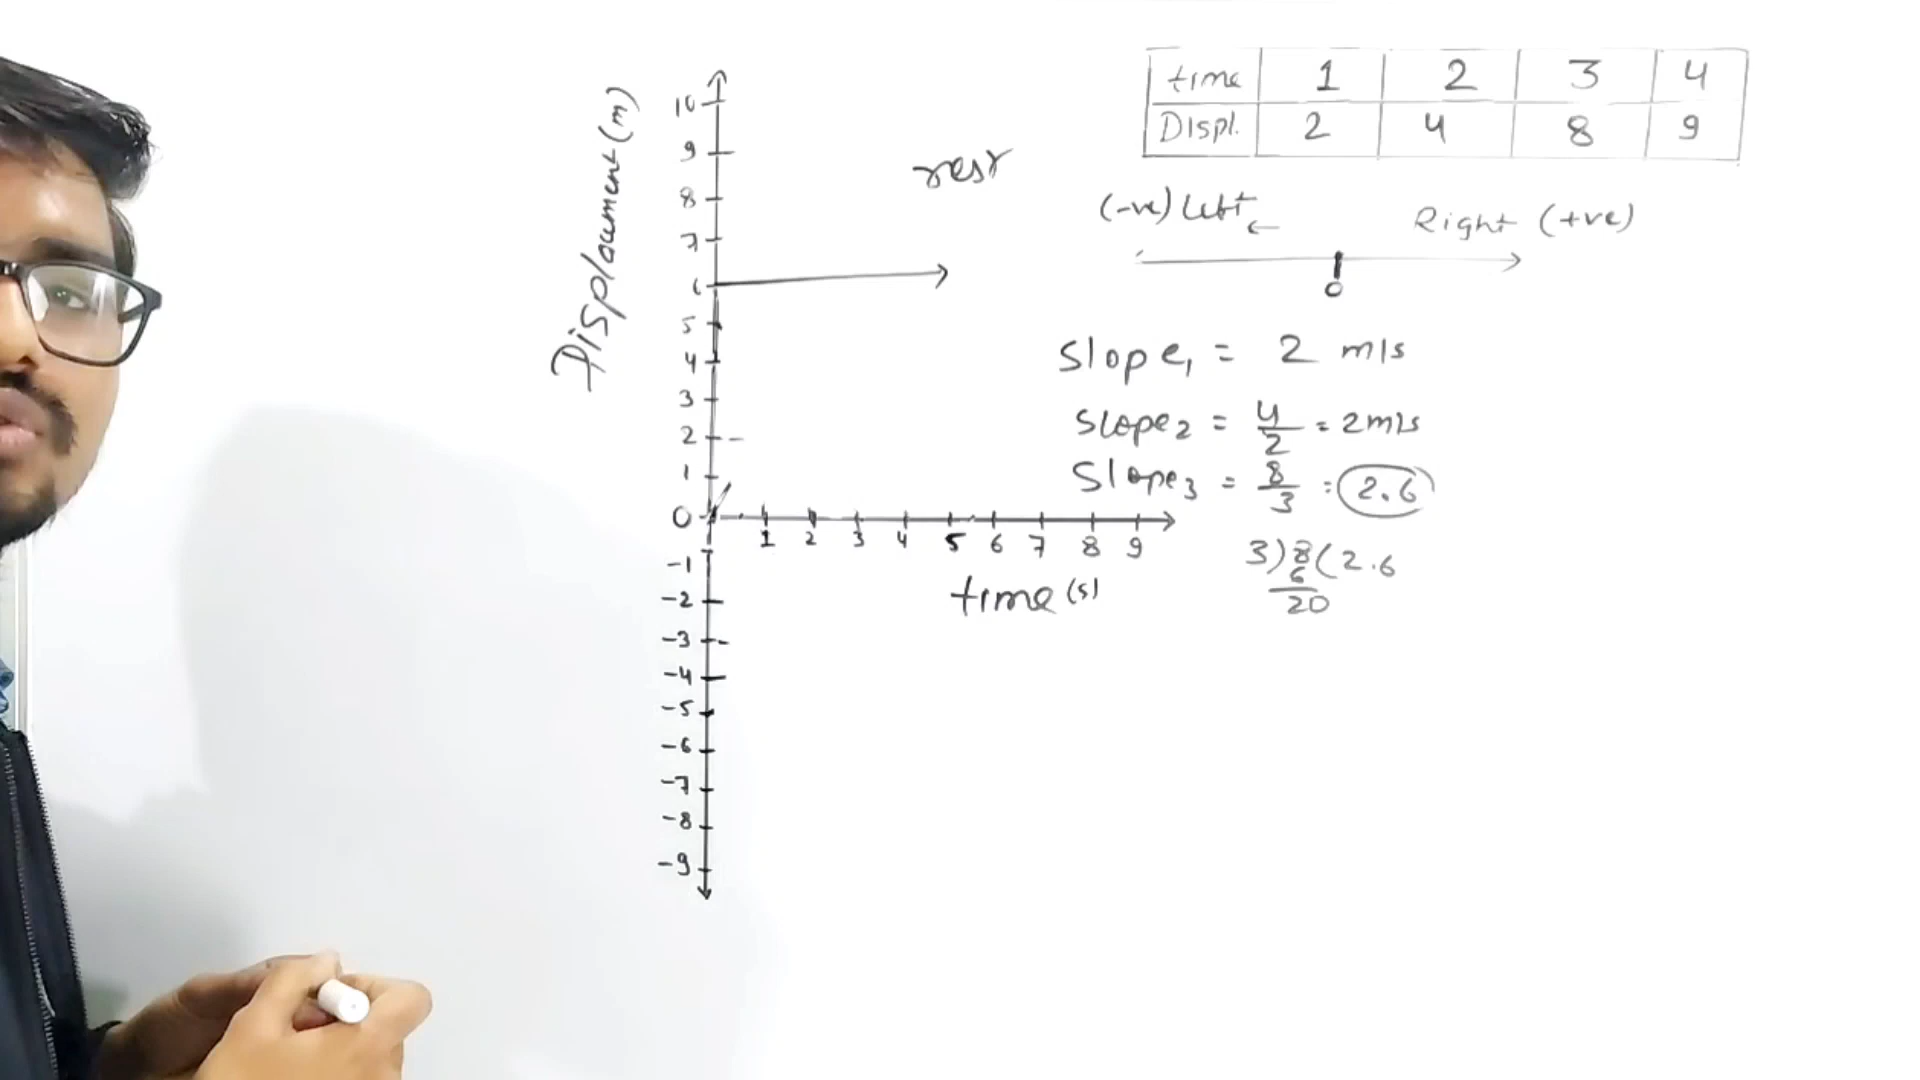 time 1 2 3 4
Displ. 2 4 8 9
(-ve) Left ← Right (+ve)
0
Displacement (m)
10
9
8
7
6
5
4
3
2
1
0
-1
-2
-3
-4
-5
-6
-7
-8
-9
rest
1 2 3 4 5 6 7 8 9
time (s)
Slope₁ = 2 m/s
Slope₂ = 4/2 = 2 m/s
Slope₃ = 8/3 = 2.6
3) 8 (2.6
6
20